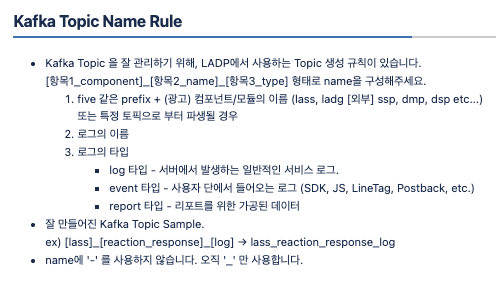 Kafka Topic Name Rule
Kafka Topic 을 잘 관리하기 위해, LADP에서 사용하는 Topic 생성 규칙이 있습니다.
[항목1_component]_[항목2_name]_[항목3_type] 형태로 name을 구성해주세요.
1. five 같은 prefix + (광고) 컴포넌트/모듈의 이름 (lass, ladg [외부] ssp, dmp, dsp etc...)
또는 특정 토픽으로 부터 파생될 경우
2. 로그의 이름
3. 로그의 타입
log 타입 - 서버에서 발생하는 일반적인 서비스 로그.
event 타입 - 사용자 단에서 들어오는 로그 (SDK, JS, LineTag, Postback, etc.)
report 타입 - 리포트를 위한 가공된 데이터
잘 만들어진 Kafka Topic Sample.
ex) [lass]_[reaction_response]_[log] → lass_reaction_response_log
name에 '-' 를 사용하지 않습니다. 오직 '_' 만 사용합니다.